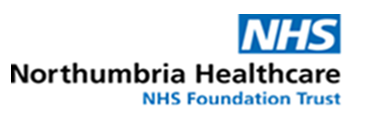 NHS
Northumbria Healthcare
NHS Foundation Trust